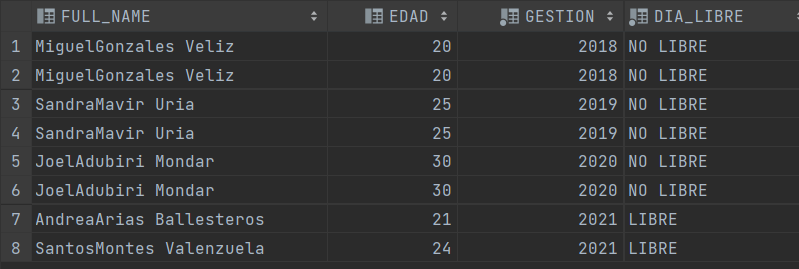 FULL_NAME EDAD GESTION DIA_LIBRE
1 MiguelGonzales Veliz 20 2018 NO LIBRE
2 MiguelGonzales Veliz 20 2018 NO LIBRE
3 SandraMavir Uria 25 2019 NO LIBRE
4 SandraMavir Uria 25 2019 NO LIBRE
5 JoelAdubiri Mondar 30 2020 NO LIBRE
6 JoelAdubiri Mondar 30 2020 NO LIBRE
7 AndreaArias Ballesteros 21 2021 LIBRE
8 SantosMontes Valenzuela 24 2021 LIBRE